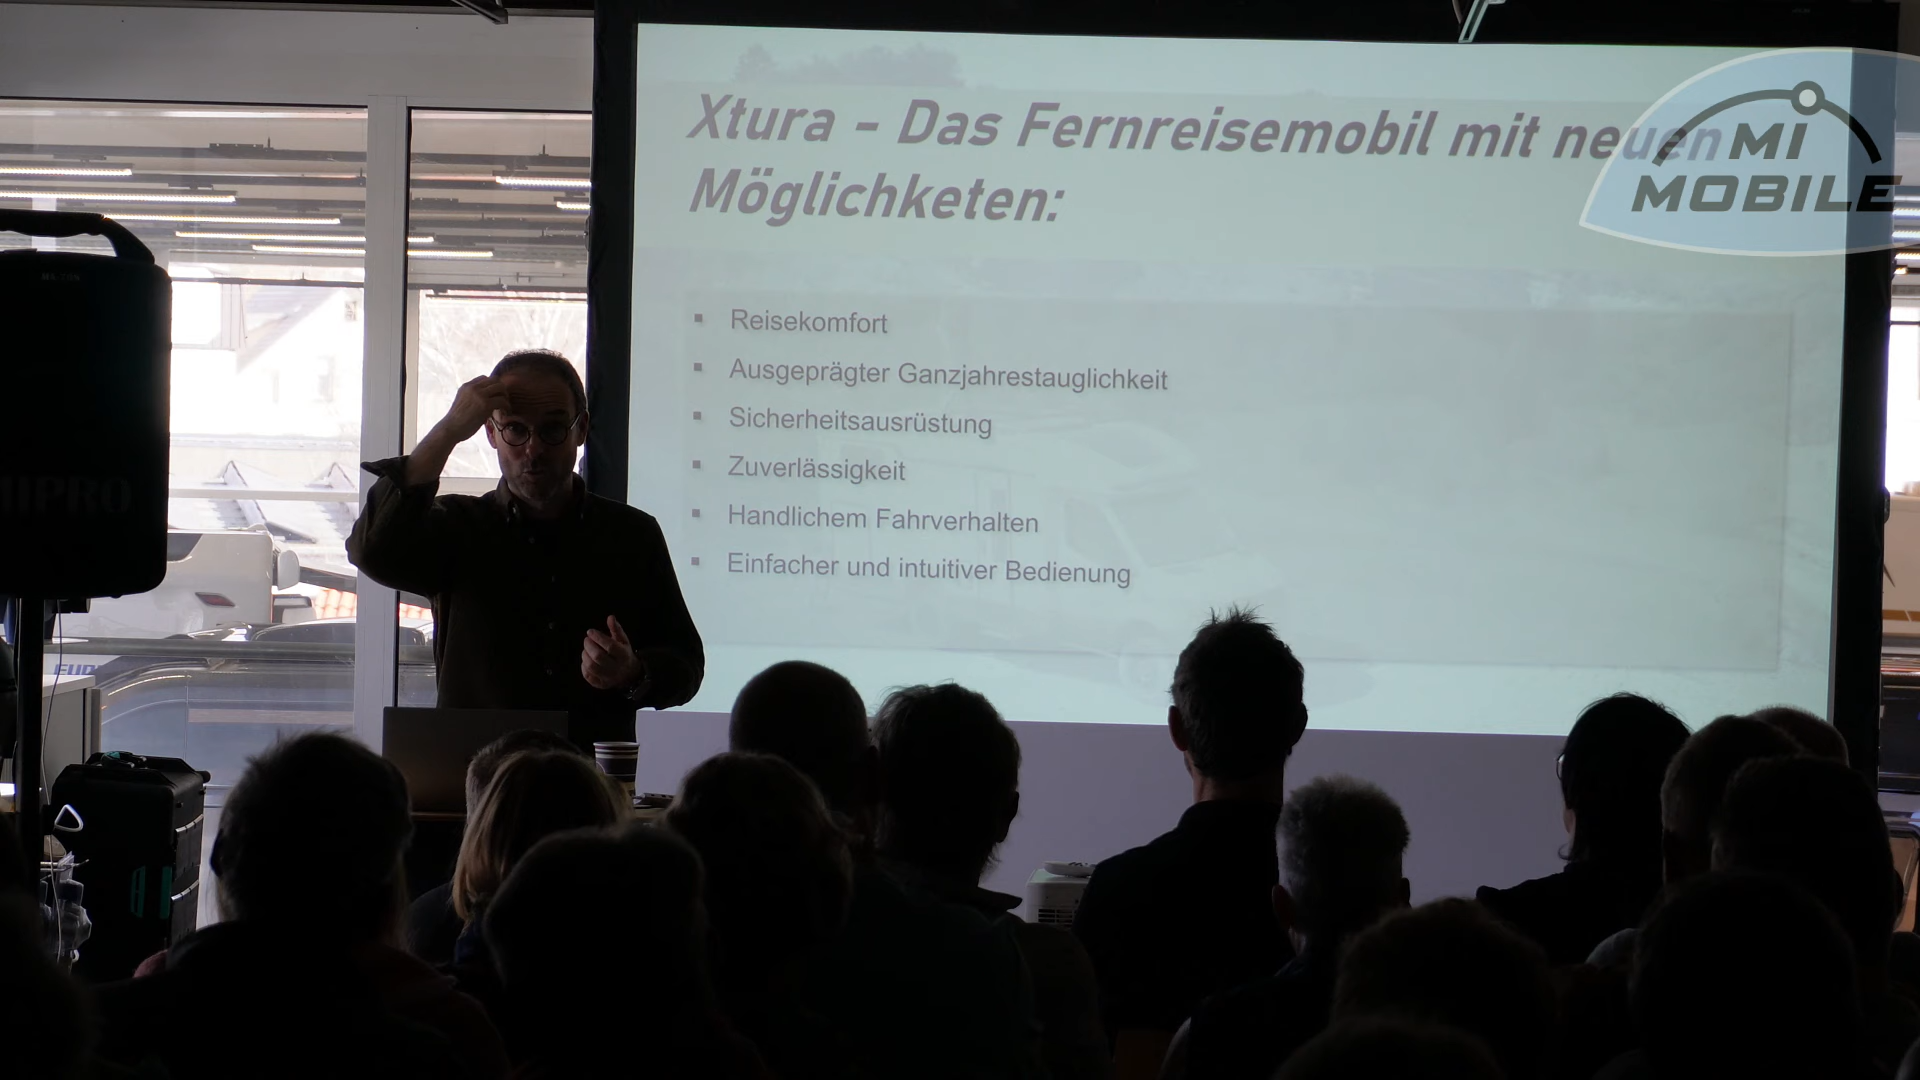 Xtura - Das Fernreisemobil mit neuen
Möglichketen:
MI
MOBILE
▪ Reisekomfort
▪ Ausgeprägter Ganzjahrestauglichkeit
▪ Sicherheitsausrüstung
▪ Zuverlässigkeit
▪ Handlichem Fahrverhalten
▪ Einfacher und intuitiver Bedienung
MIPRO